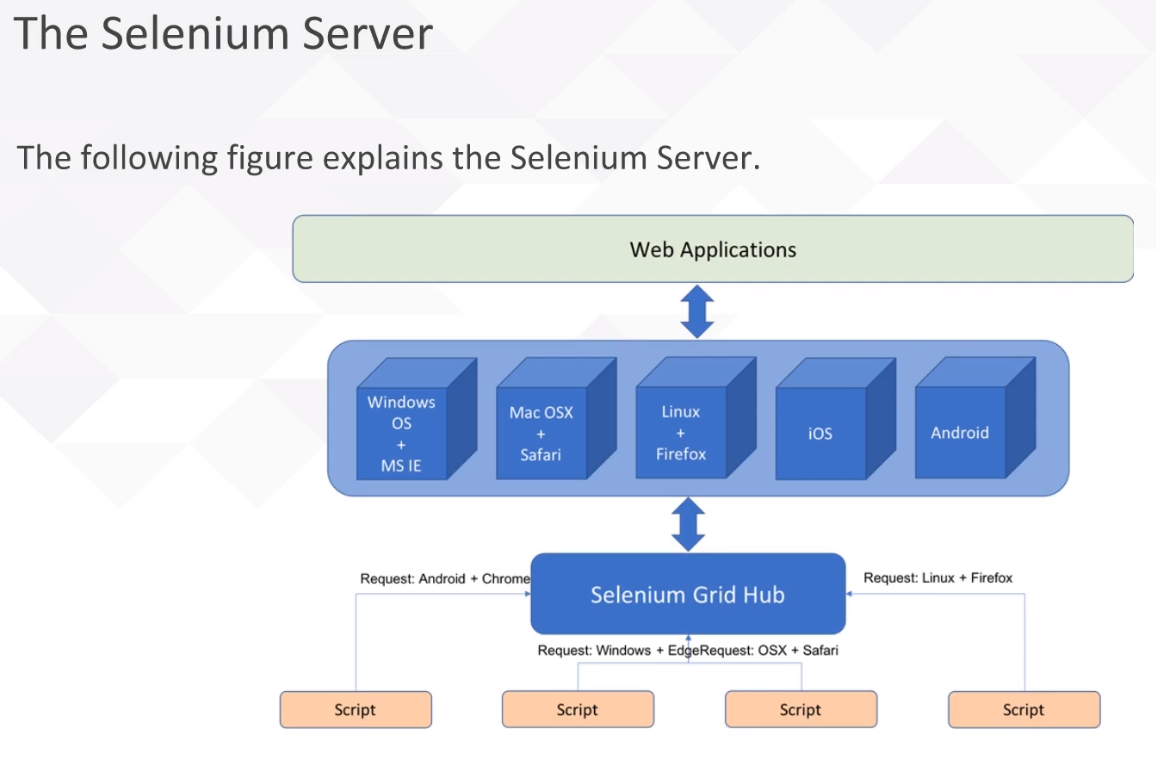 The Selenium Server
The following figure explains the Selenium Server.
Web Applications
Windows
OS
+
MS IE
Mac OSX
+
Safari
Linux
+
Firefox
iOS
Android
Request: Android + Chrome
Selenium Grid Hub
Request: Linux + Firefox
Request: Windows + Edge
Request: OSX + Safari
Script
Script
Script
Script